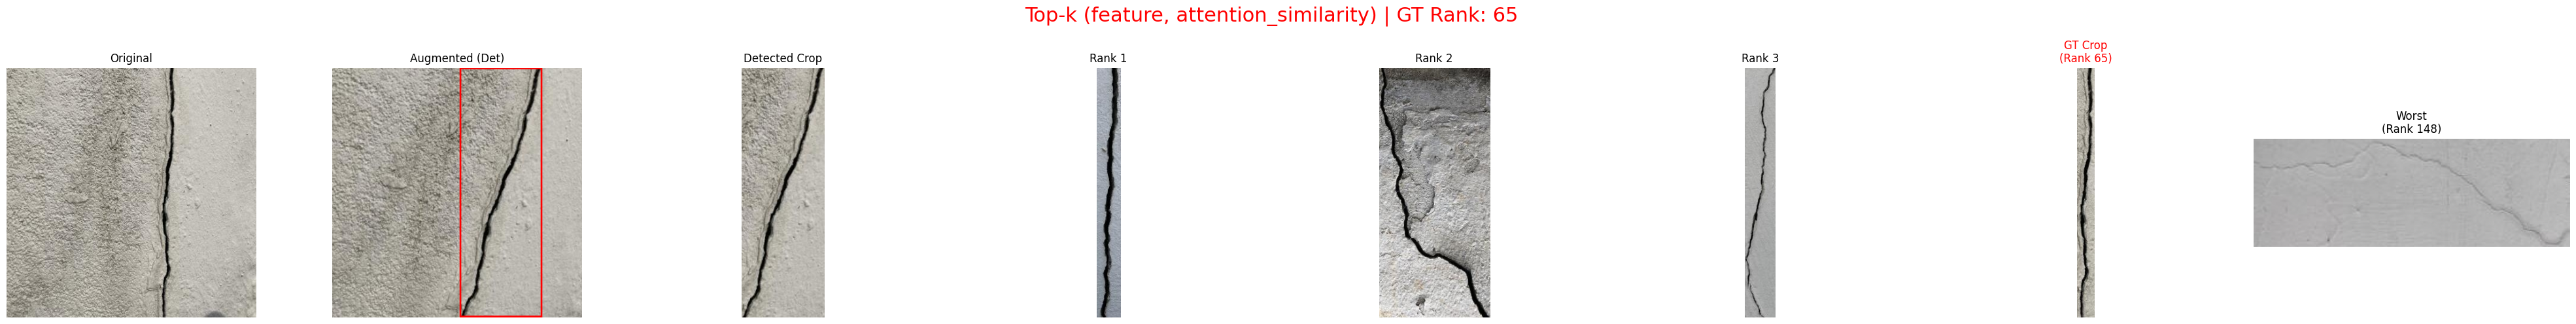 Top-k (feature, attention_similarity) | GT Rank: 65
Original
Augmented (Det)
Detected Crop
Rank 1
Rank 2
Rank 3
GT Crop
(Rank 65)
Worst
(Rank 148)